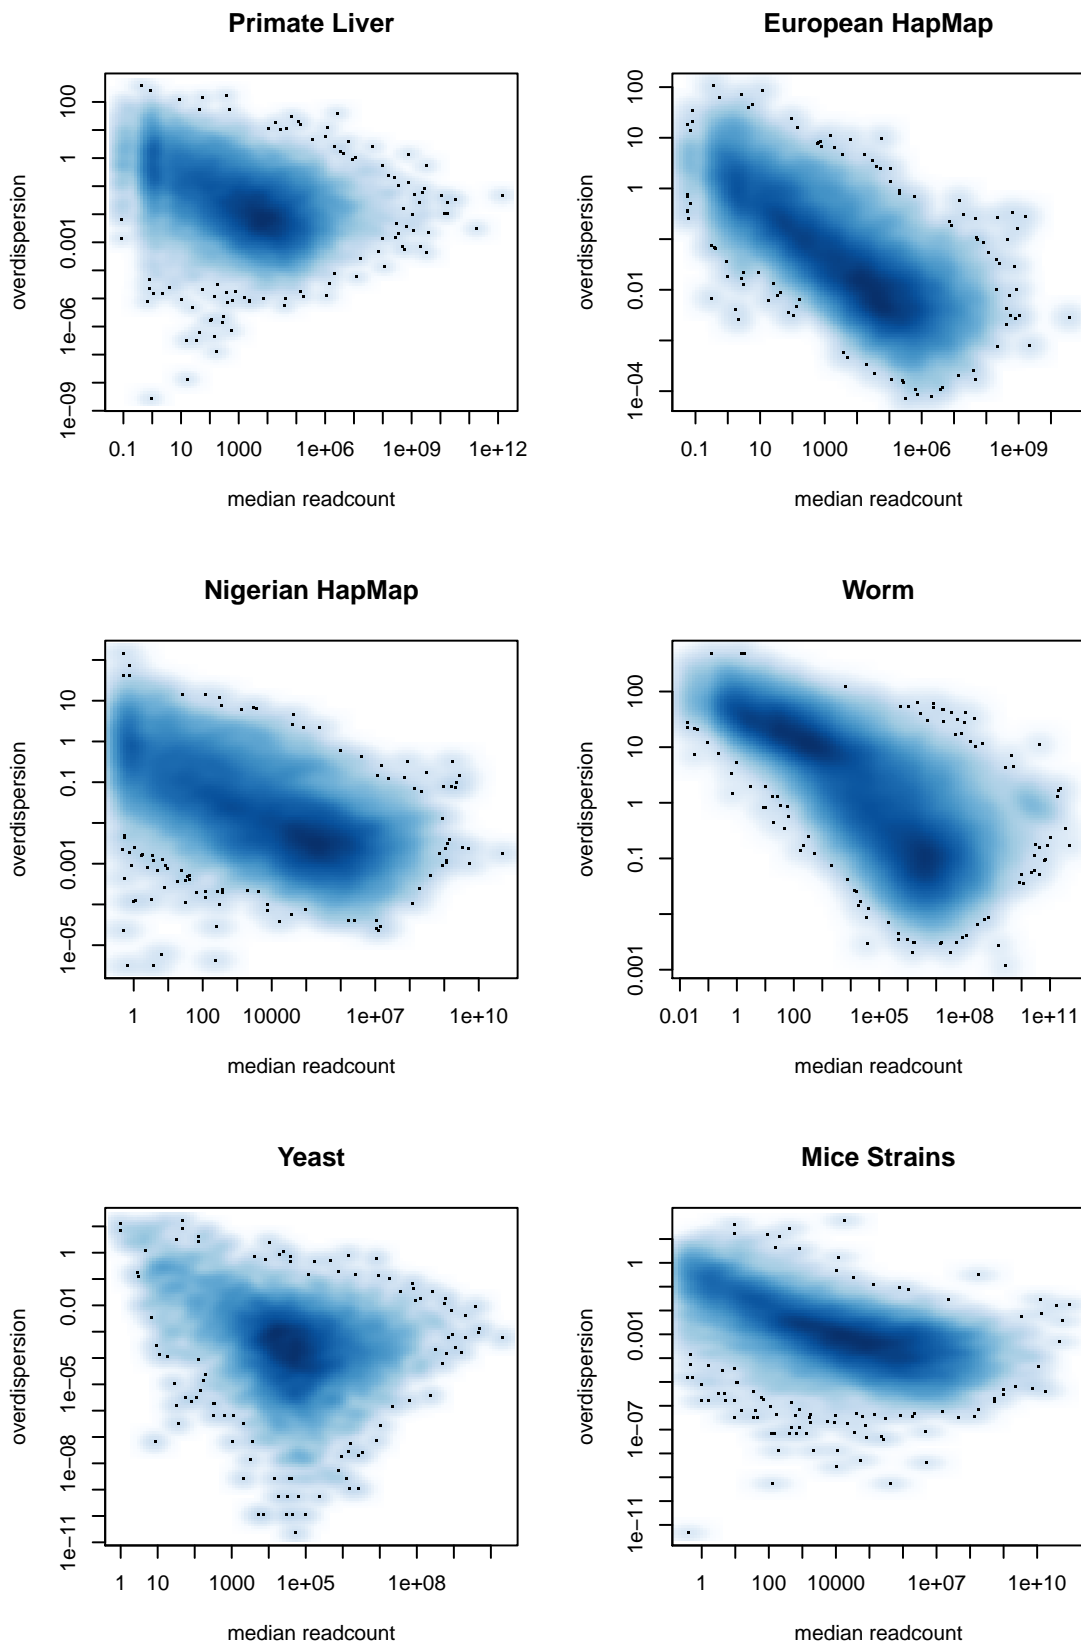 Primate Liver
overdispersion
1e−09 1e−06 0.001 1 100
0.1 10 1000 1e+06 1e+09 1e+12
median readcount
European HapMap
overdispersion
1e−04 0.01 1 10 100
0.1 10 1000 1e+06 1e+09
median readcount
Nigerian HapMap
overdispersion
1e−05 0.001 0.1 1 10
1 100 10000 1e+07 1e+10
median readcount
Worm
overdispersion
0.001 0.1 1 10 100
0.01 1 100 1e+05 1e+08 1e+11
median readcount
Yeast
overdispersion
1e−11 1e−08 1e−05 0.01 1
1 10 1000 1e+05 1e+08
median readcount
Mice Strains
overdispersion
1e−11 1e−07 0.001 1
1 100 10000 1e+07 1e+10
median readcount